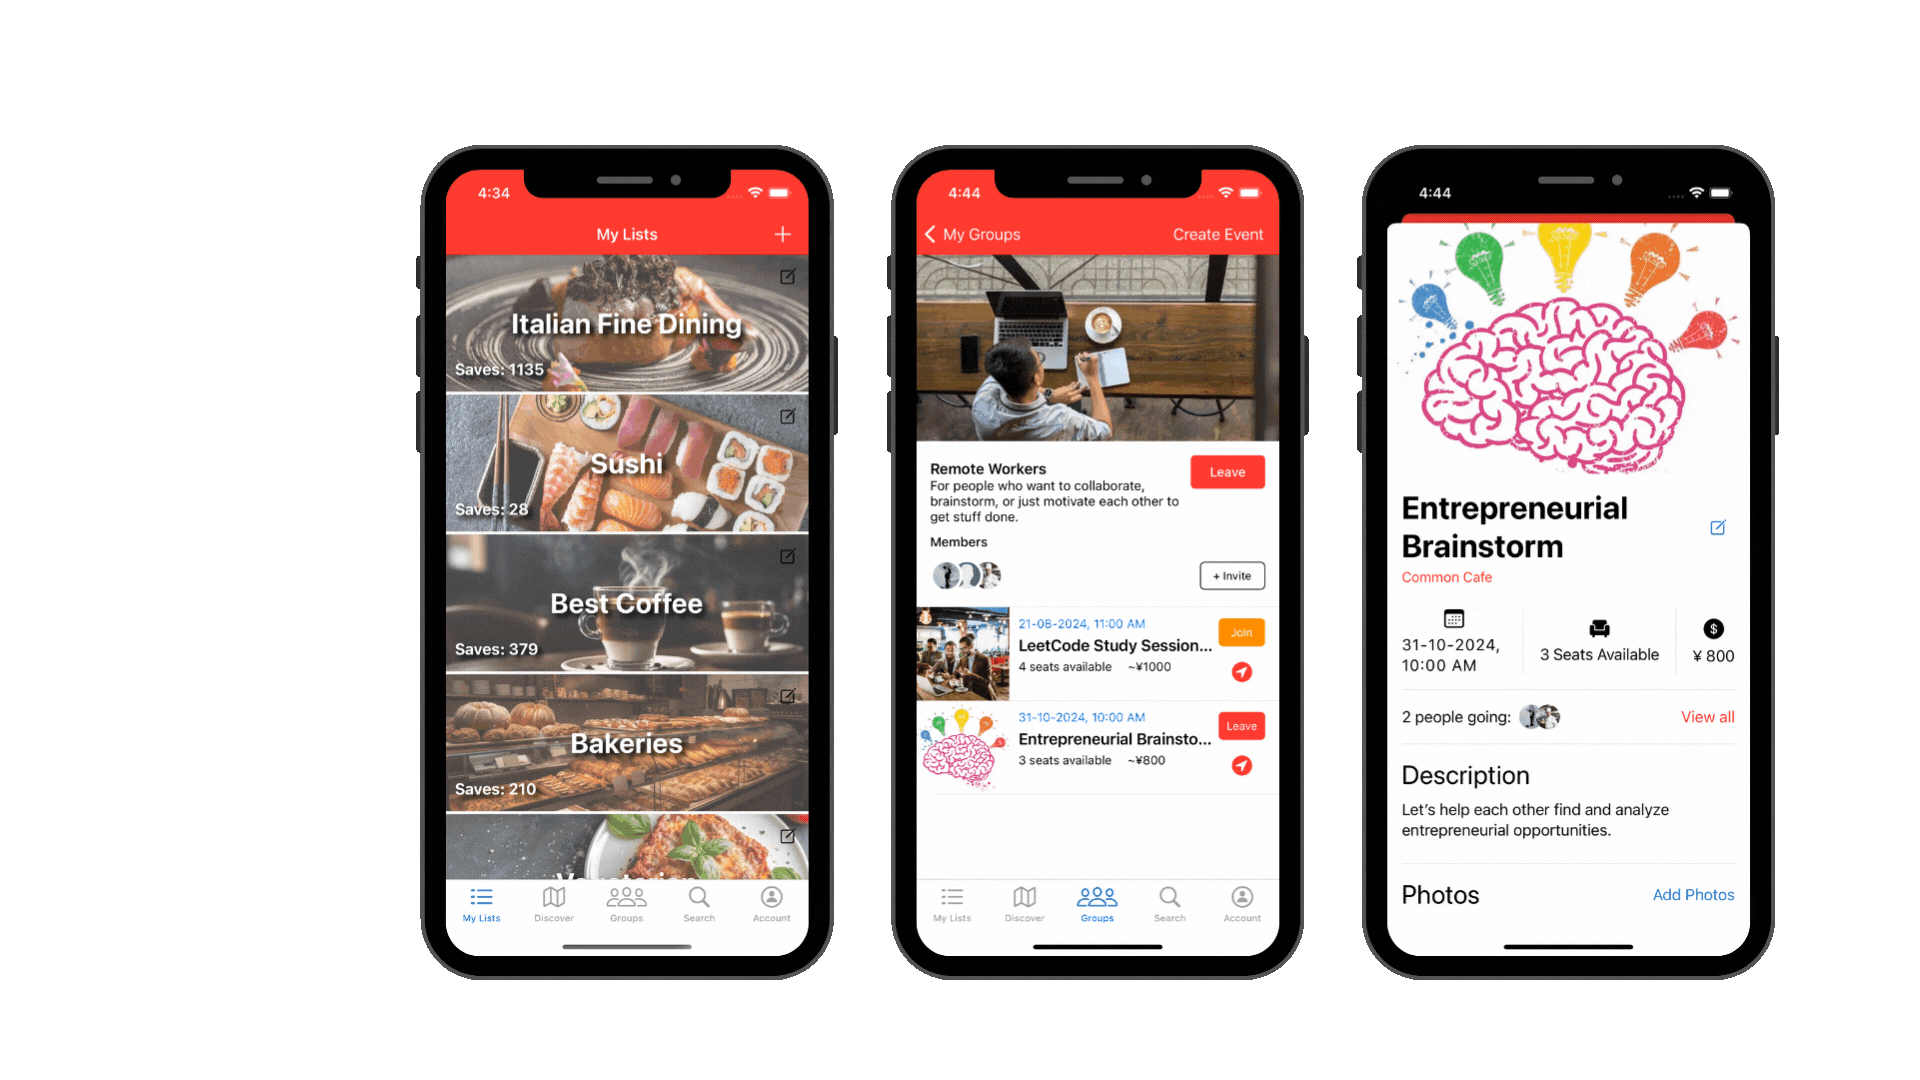 4:34
My Lists
Italian Fine Dining
Saves: 1135
Sushi
Saves: 28
Best Coffee
Saves: 379
Bakeries
Saves: 210
My Lists
Discover
Groups
Search
Account
4:44
My Groups
Create Event
Remote Workers
Leave
For people who want to collaborate,
brainstorm, or just motivate each other to
get stuff done.
Members
+ Invite
21-08-2024, 11:00 AM
Join
LeetCode Study Session...
4 seats available ~¥1000
31-10-2024, 10:00 AM
Leave
Entrepreneurial Brainsto...
3 seats available ~¥800
My Lists
Discover
Groups
Search
Account
4:44
Entrepreneurial
Brainstorm
Common Cafe
31-10-2024,
10:00 AM
3 Seats Available
¥ 800
2 people going:
View all
Description
Let's help each other find and analyze
entrepreneurial opportunities.
Photos
Add Photos